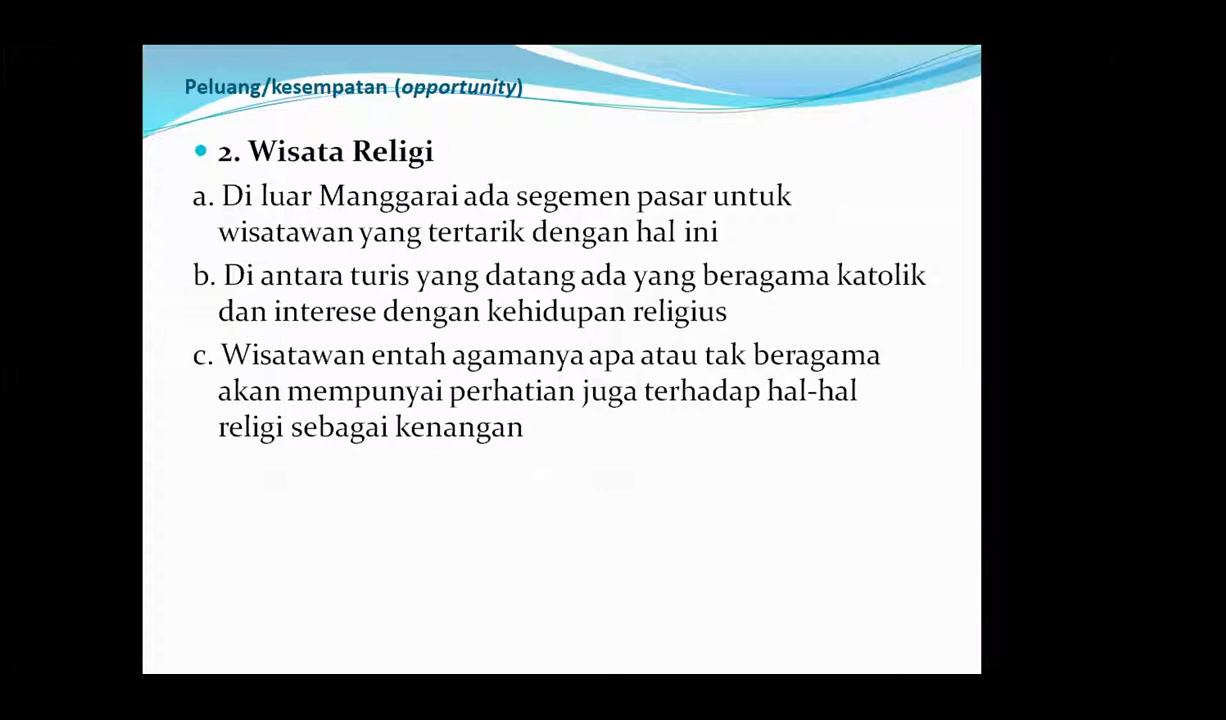 Peluang/kesempatan (opportunity)
• 2. Wisata Religi
a. Di luar Manggarai ada segemen pasar untuk
wisatawan yang tertarik dengan hal ini
b. Di antara turis yang datang ada yang beragama katolik
dan interese dengan kehidupan religius
c. Wisatawan entah agamanya apa atau tak beragama
akan mempunyai perhatian juga terhadap hal-hal
religi sebagai kenangan